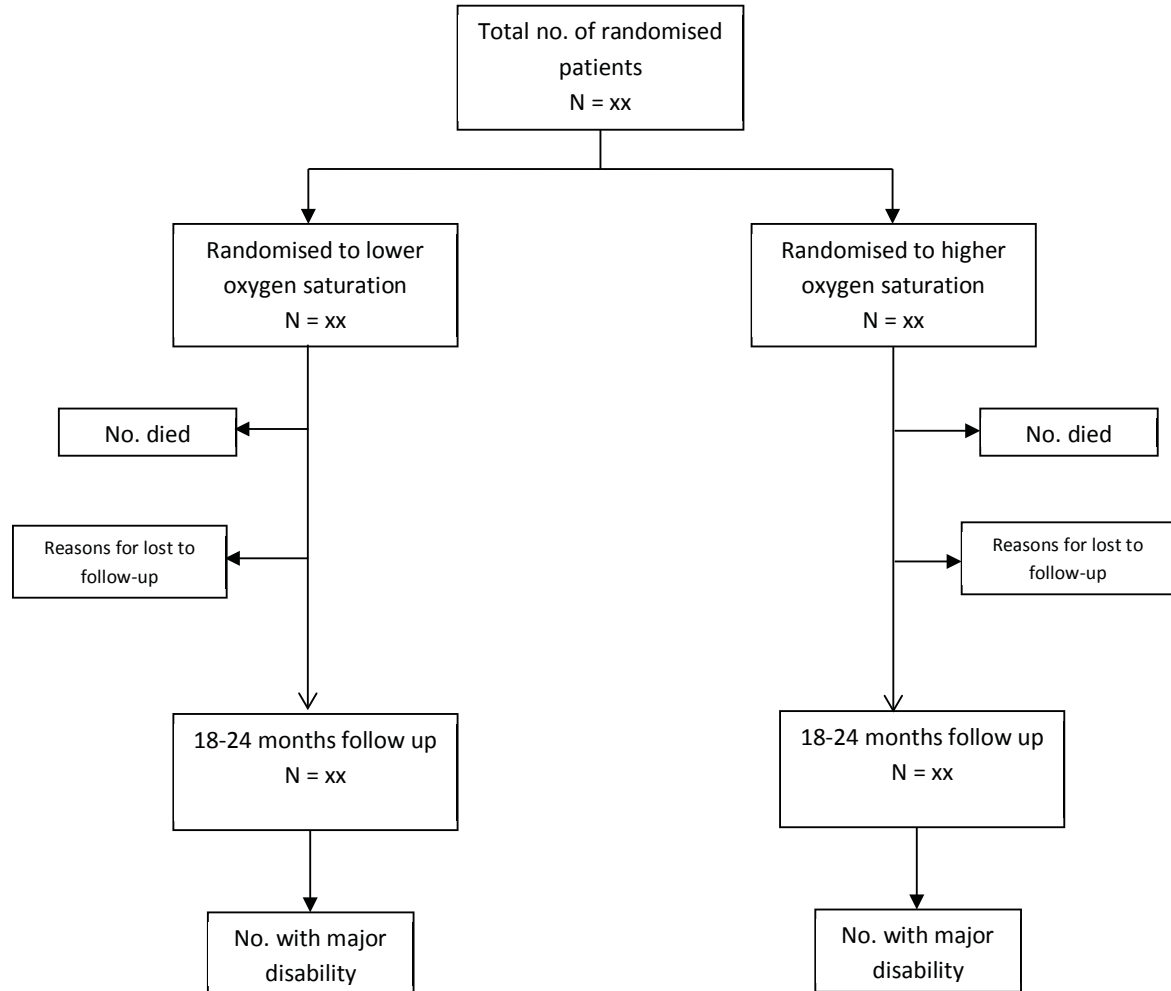 Total no. of randomised
patients
N = xx
Randomised to lower
oxygen saturation
N = xx
Randomised to higher
oxygen saturation
N = xx
No. died
No. died
Reasons for lost to
follow-up
Reasons for lost to
follow-up
18-24 months follow up
N = xx
18-24 months follow up
N = xx
No. with major
disability
No. with major
disability